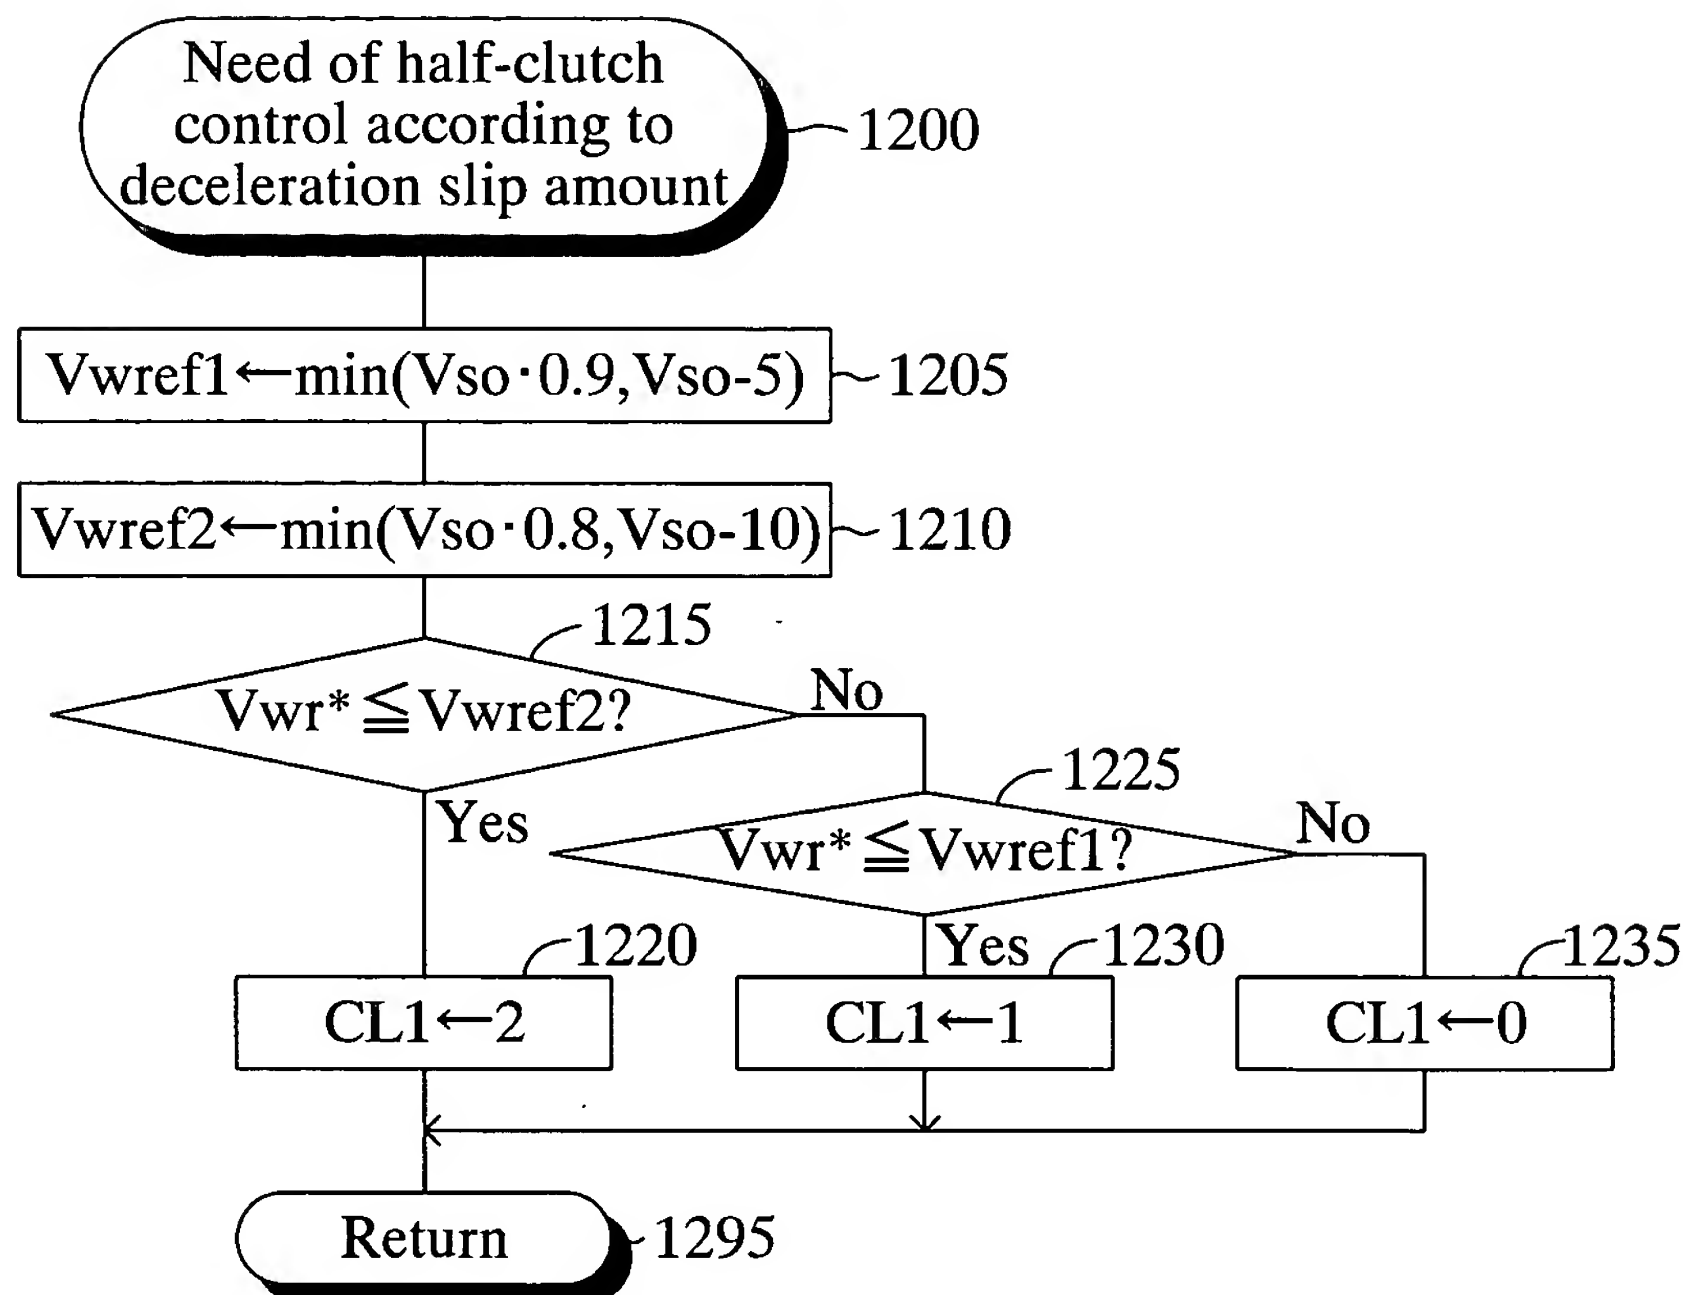 Need of half-clutch
control according to
deceleration slip amount
1200
Vwref1←min(Vso·0.9,Vso-5)
1205
Vwref2←min(Vso·0.8,Vso-10)
1210
1215
Vwr*≦Vwref2?
No
Yes
1225
Vwr*≦Vwref1?
No
Yes
1220
CL1←2
1230
CL1←1
1235
CL1←0
Return
1295